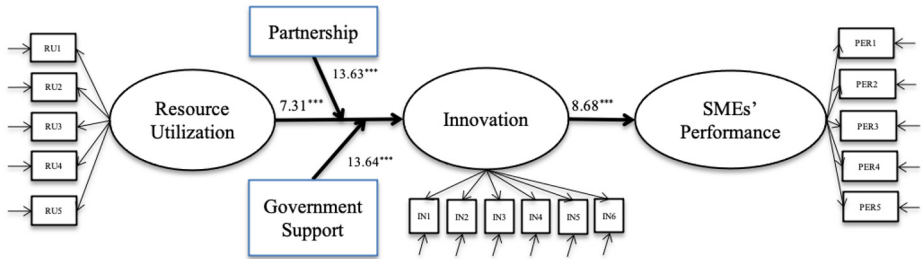 Partnership
RU1
RU2
RU3
RU4
RU5
Resource
Utilization
13.63***
7.31***
13.64***
Government
Support
Innovation
IN1
IN2
IN3
IN4
IN5
IN6
8.68***
SMEs'
Performance
PER1
PER2
PER3
PER4
PER5